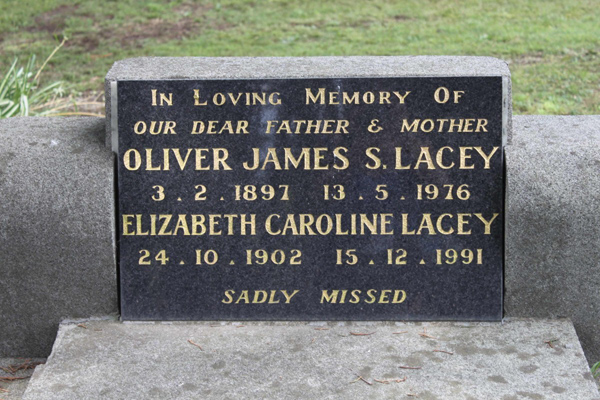 In Loving Memory Of
OUR DEAR FATHER & MOTHER
OLIVER JAMES S. LACEY
3 . 2 . 1897 13 . 5 . 1976
ELIZABETH CAROLINE LACEY
24 . 10 . 1902 15 . 12 . 1991
SADLY MISSED